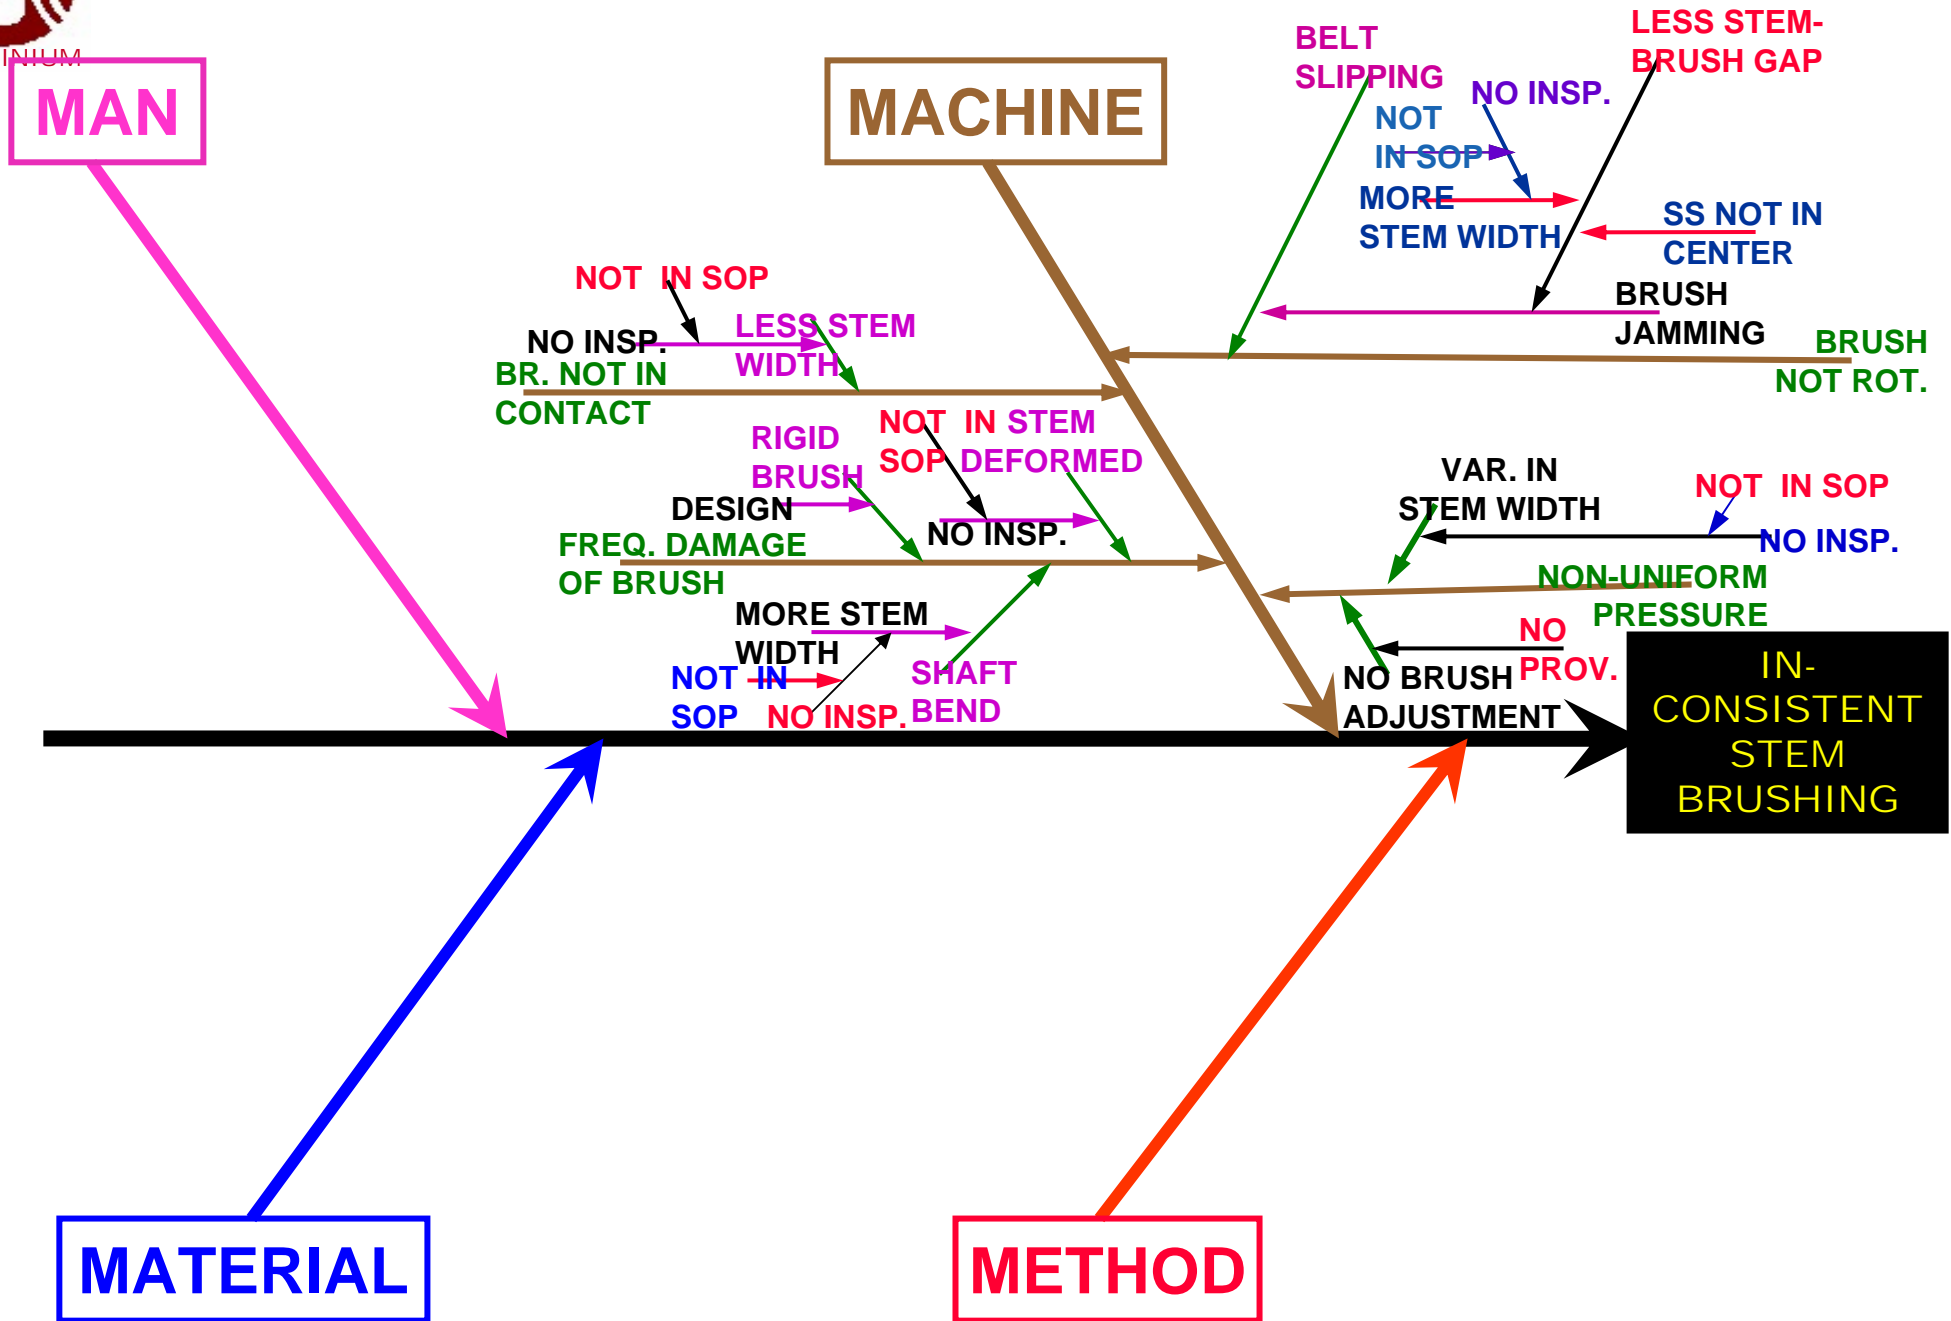 INIUM
MAN
MACHINE
BELT
SLIPPING
LESS STEM-
BRUSH GAP
NO INSP.
NOT
IN SOP
MORE
STEM WIDTH
SS NOT IN
CENTER
BRUSH
JAMMING
BRUSH
NOT ROT.
NOT IN SOP
NO INSP.
LESS STEM
WIDTH
BR. NOT IN
CONTACT
RIGID
BRUSH
NOT IN
SOP
STEM
DEFORMED
DESIGN
NO INSP.
FREQ. DAMAGE
OF BRUSH
VAR. IN
STEM WIDTH
NOT IN SOP
NO INSP.
NON-UNIFORM
PRESSURE
MORE STEM
WIDTH
NOT IN
SOP
NO INSP.
SHAFT
BEND
NO
PROV.
NO BRUSH
ADJUSTMENT
IN-
CONSISTENT
STEM
BRUSHING
MATERIAL
METHOD